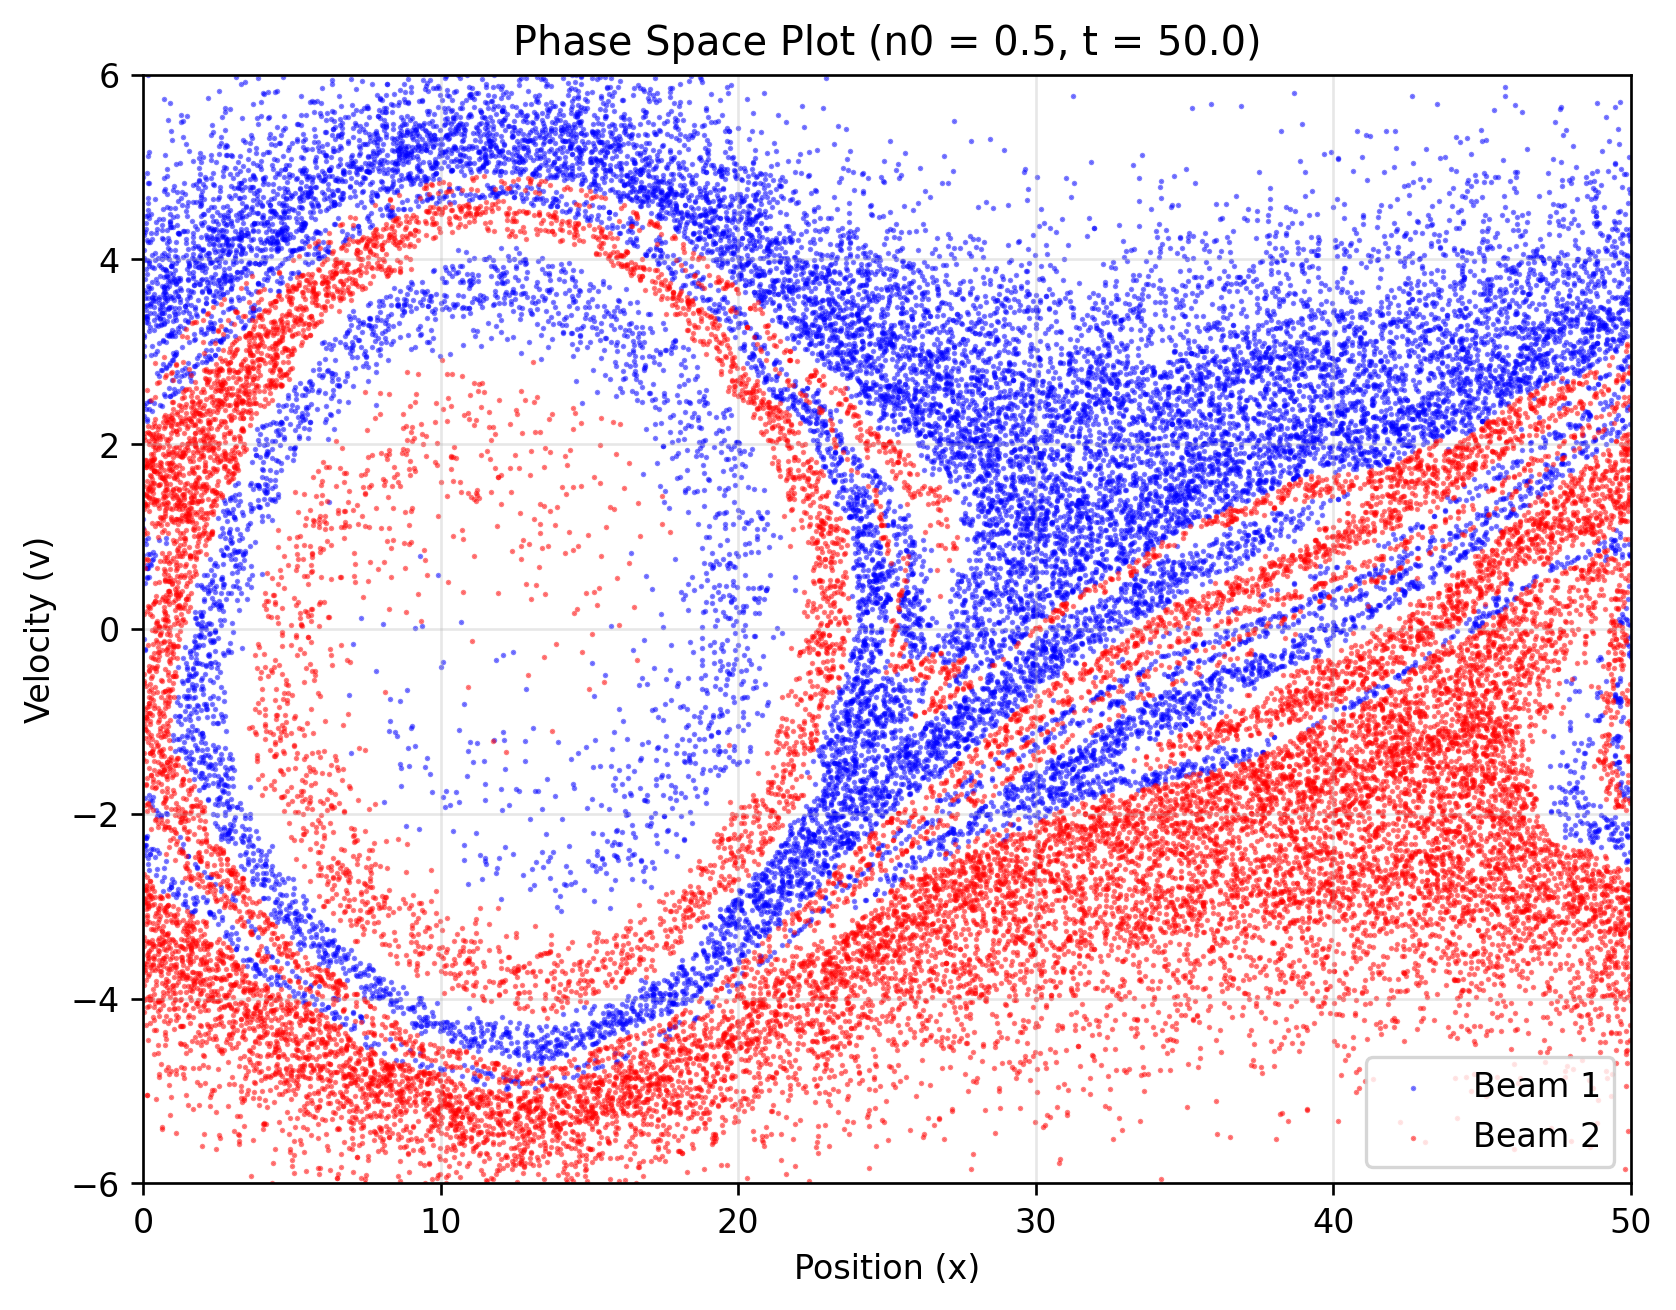 Phase Space Plot (n0 = 0.5, t = 50.0)
6
4
2
0
−2
−4
−6
Velocity (v)
Beam 1
Beam 2
0 10 20 30 40 50
Position (x)